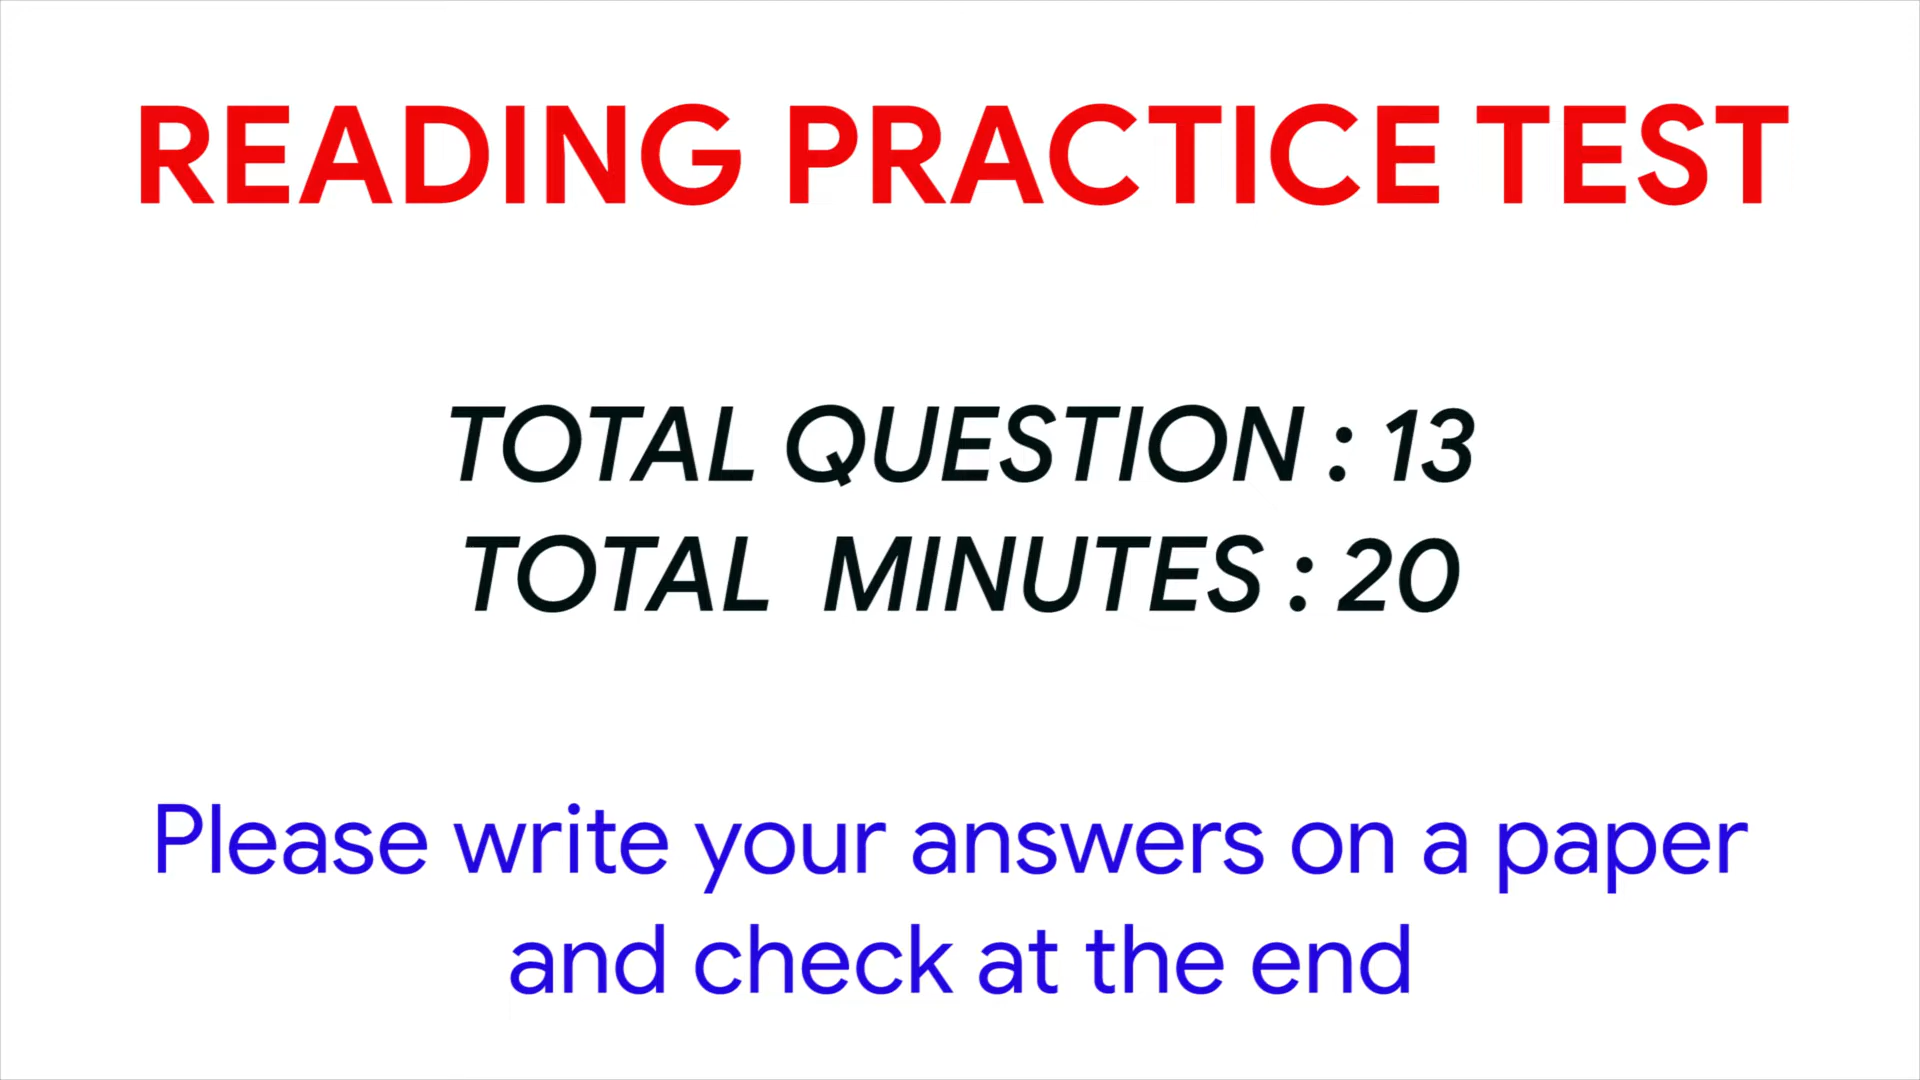 READING PRACTICE TEST
TOTAL QUESTION : 13
TOTAL MINUTES : 20
Please write your answers on a paper
and check at the end